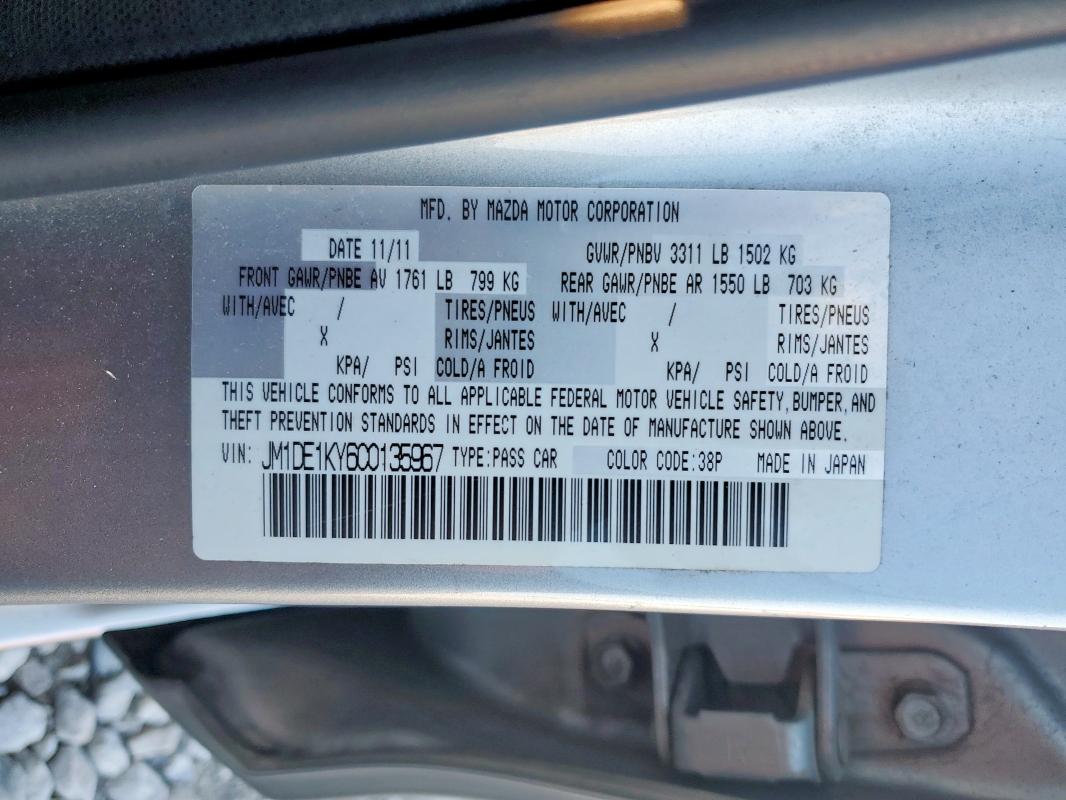 MFD. BY MAZDA MOTOR CORPORATION
DATE 11/11 GVWR/PNBV 3311 LB 1502 KG
FRONT GAWR/PNBE AV 1761 LB 799 KG REAR GAWR/PNBE AR 1550 LB 703 KG
WITH/AVEC / TIRES/PNEUS WITH/AVEC / TIRES/PNEUS
X RIMS/JANTES X RIMS/JANTES
KPA/ PSI COLD/A FROID KPA/ PSI COLD/A FROID
THIS VEHICLE CONFORMS TO ALL APPLICABLE FEDERAL MOTOR VEHICLE SAFETY, BUMPER, AND
THEFT PREVENTION STANDARDS IN EFFECT ON THE DATE OF MANUFACTURE SHOWN ABOVE.
VIN: JM1DE1KY6C0135967 TYPE:PASS CAR COLOR CODE:38P MADE IN JAPAN